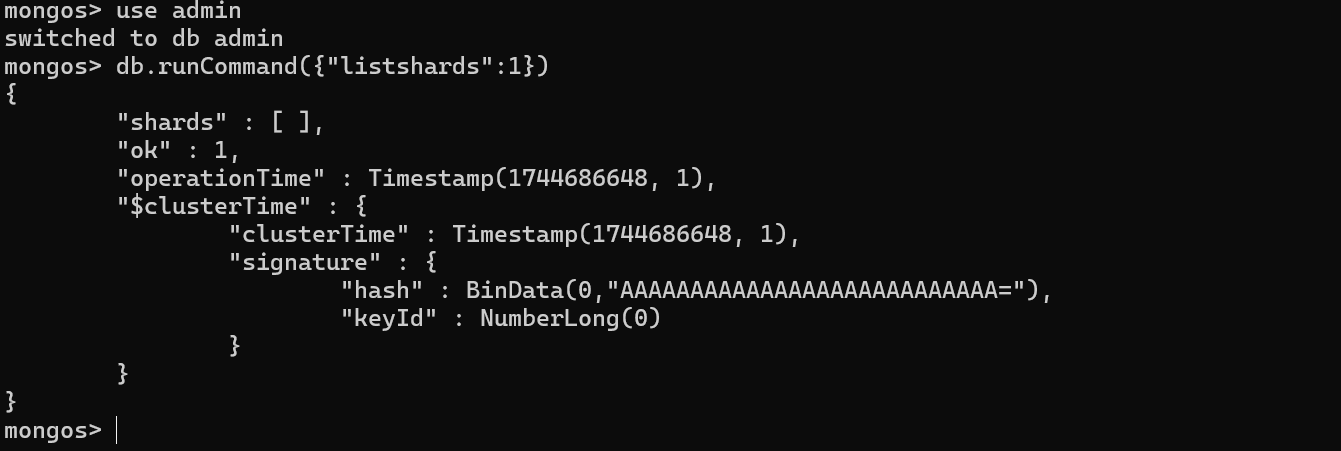 mongos> use admin
switched to db admin
mongos> db.runCommand({"listshards":1})
{
        "shards" : [ ],
        "ok" : 1,
        "operationTime" : Timestamp(1744686648, 1),
        "$clusterTime" : {
                "clusterTime" : Timestamp(1744686648, 1),
                "signature" : {
                        "hash" : BinData(0,"AAAAAAAAAAAAAAAAAAAAAAAAAAA="),
                        "keyId" : NumberLong(0)
                }
        }
}
mongos>